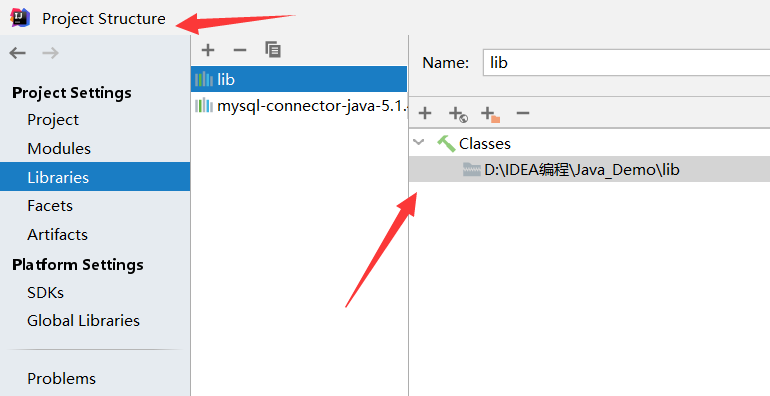 Project Structure
Project Settings
Project
Modules
Libraries
Facets
Artifacts
Platform Settings
SDKs
Global Libraries
Problems
lib
mysql-connector-java-5.1.
Name: lib
Classes
D:\IDEA编程\Java_Demo\lib